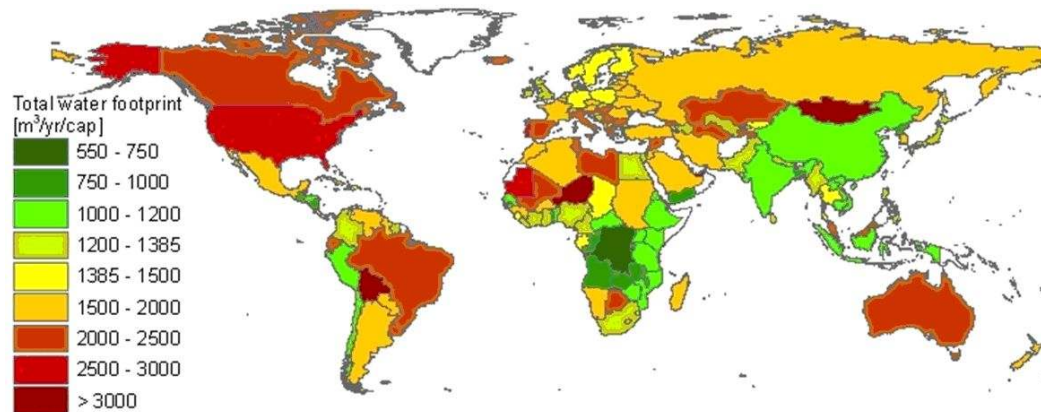 Total water footprint
[m³/yr/cap]
550 - 750
750 - 1000
1000 - 1200
1200 - 1385
1385 - 1500
1500 - 2000
2000 - 2500
2500 - 3000
> 3000